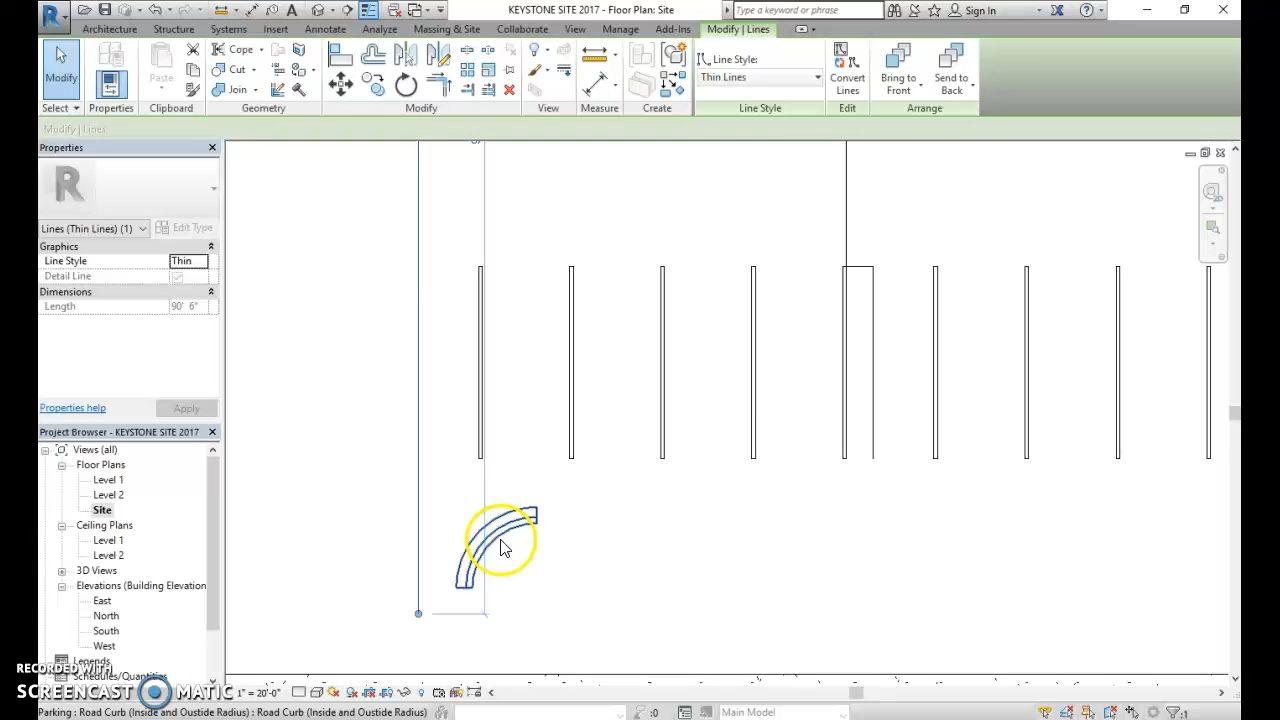 KEYSTONE SITE 2017 - Floor Plan: Site
Type a keyword or phrase
Sign In
Architecture Structure Systems Insert Annotate Analyze Massing & Site Collaborate View Manage Add-Ins Modify | Lines
Modify
Paste
Cope
Cut
Join
Line Style:
Thin Lines
Convert Lines
Bring to Front
Send to Back
Select Properties Clipboard Geometry Modify View Measure Create Line Style Edit Arrange
Modify | Lines
Properties
Lines (Thin Lines) (1)
Edit Type
Graphics
Line Style Thin
Detail Line
Dimensions
Length 90' 6"
Properties help
Apply
Project Browser - KEYSTONE SITE 2017
Views (all)
Floor Plans
Level 1
Level 2
Site
Ceiling Plans
Level 1
Level 2
3D Views
Elevations (Building Elevation
East
North
South
West
Legends
Schedules/Quantities
RECORDED WITH
SCREENCAST MATIC
1" = 20'-0"
Parking : Road Curb (Inside and Oustide Radius) : Road Curb (Inside and Oustide Radius)
:0
Main Model
:1